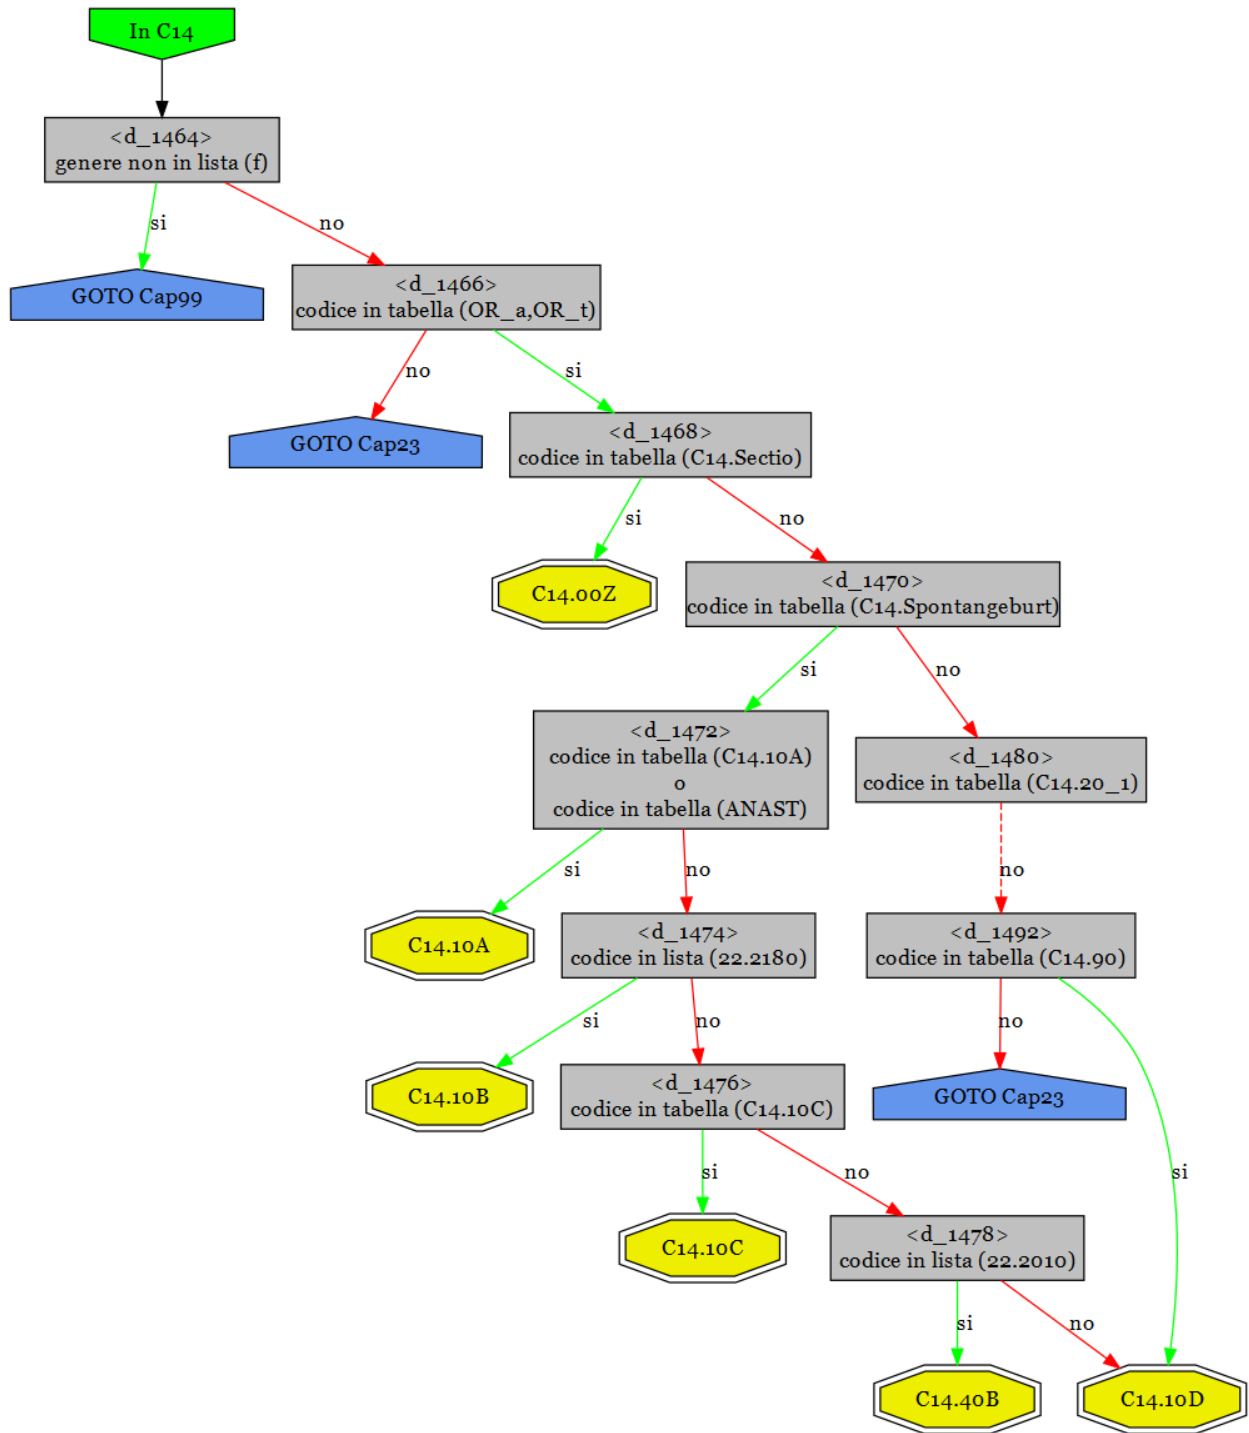 In C14
<d_1464>
genere non in lista (f)
si
no
GOTO Cap99
<d_1466>
codice in tabella (OR_a,OR_t)
no
si
GOTO Cap23
<d_1468>
codice in tabella (C14.Sectio)
si
no
C14.00Z
<d_1470>
codice in tabella (C14.Spontangeburt)
si
no
<d_1472>
codice in tabella (C14.10A)
o
codice in tabella (ANAST)
<d_1480>
codice in tabella (C14.20_1)
si
no
no
C14.10A
<d_1474>
codice in lista (22.2180)
<d_1492>
codice in tabella (C14.90)
si
no
no
si
C14.10B
<d_1476>
codice in tabella (C14.10C)
GOTO Cap23
si
no
C14.10C
<d_1478>
codice in lista (22.2010)
si
no
C14.40B
C14.10D